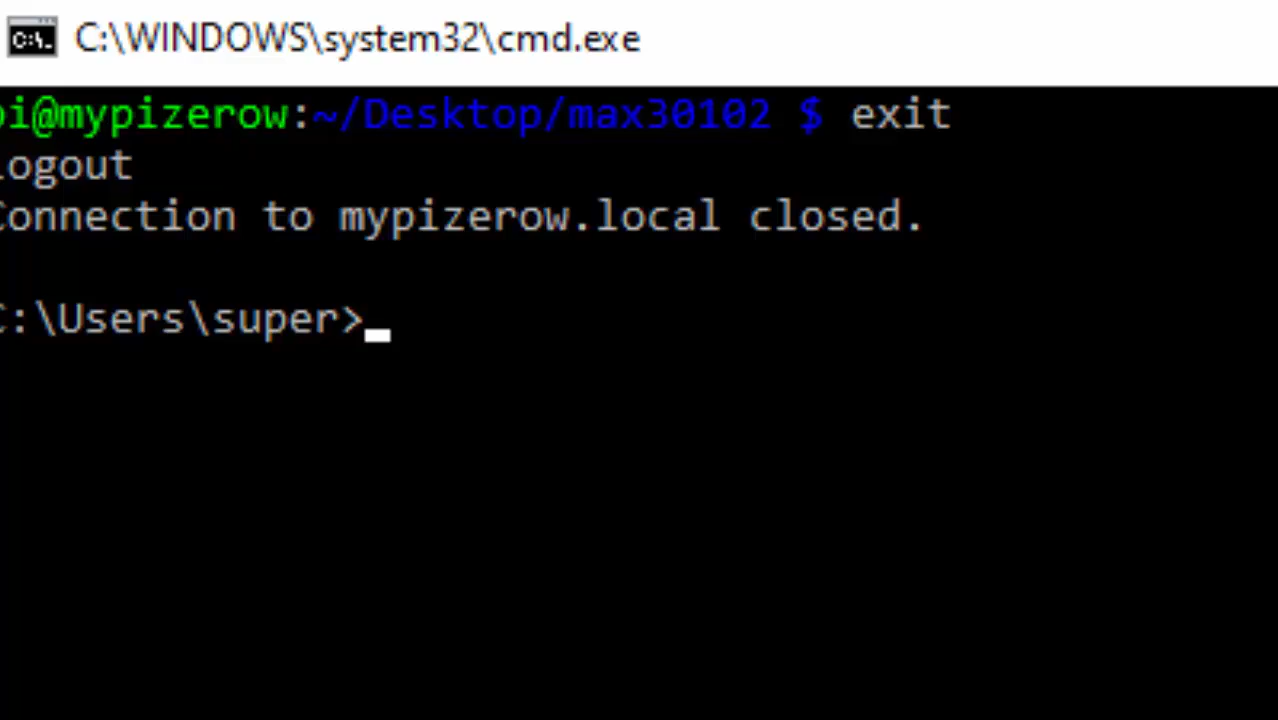 C:\WINDOWS\system32\cmd.exe
pi@mypizerow:~/Desktop/max30102 $ exit
logout
Connection to mypizerow.local closed.
C:\Users\super>